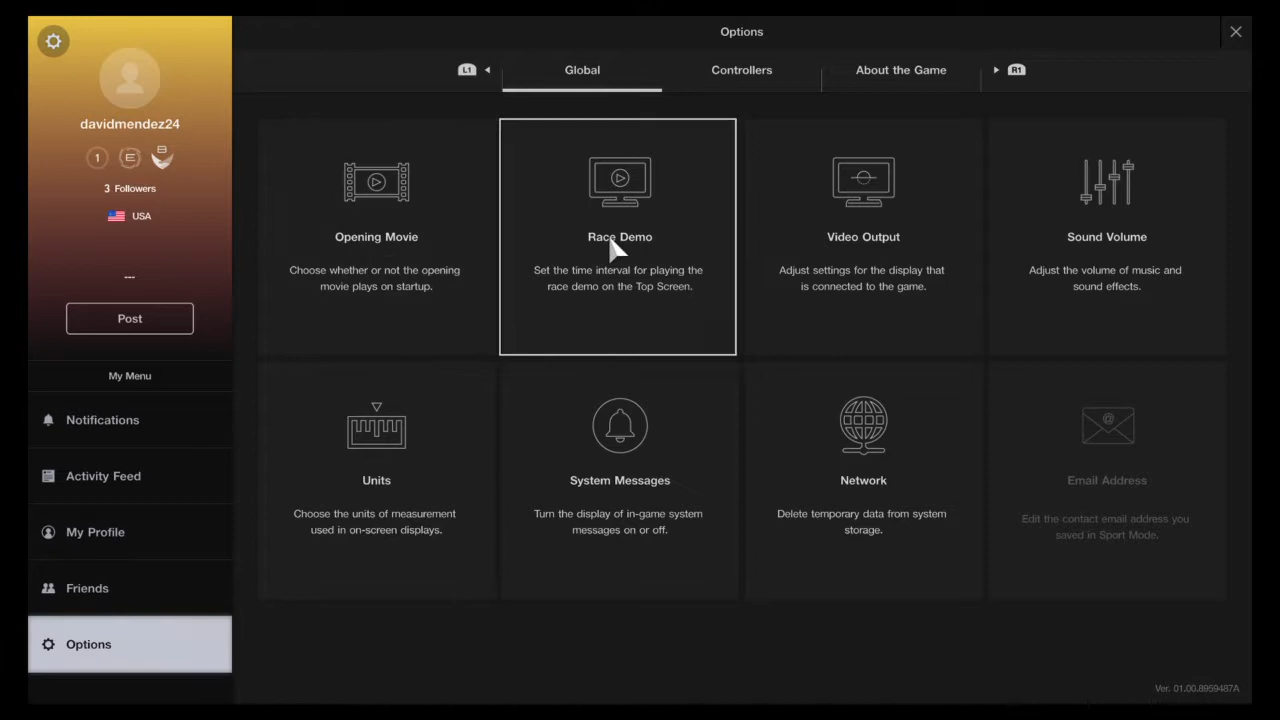 Options
L1
Global
Controllers
About the Game
R1
davidmendez24
1
E
B
3 Followers
USA
---
Post
My Menu
Notifications
Activity Feed
My Profile
Friends
Options
Opening Movie
Choose whether or not the opening
movie plays on startup.
Race Demo
Set the time interval for playing the
race demo on the Top Screen.
Video Output
Adjust settings for the display that
is connected to the game.
Sound Volume
Adjust the volume of music and
sound effects.
Units
Choose the units of measurement
used in on-screen displays.
System Messages
Turn the display of in-game system
messages on or off.
Network
Delete temporary data from system
storage.
@
Email Address
Edit the contact email address you
saved in Sport Mode.
Ver. 01.00.8959487A